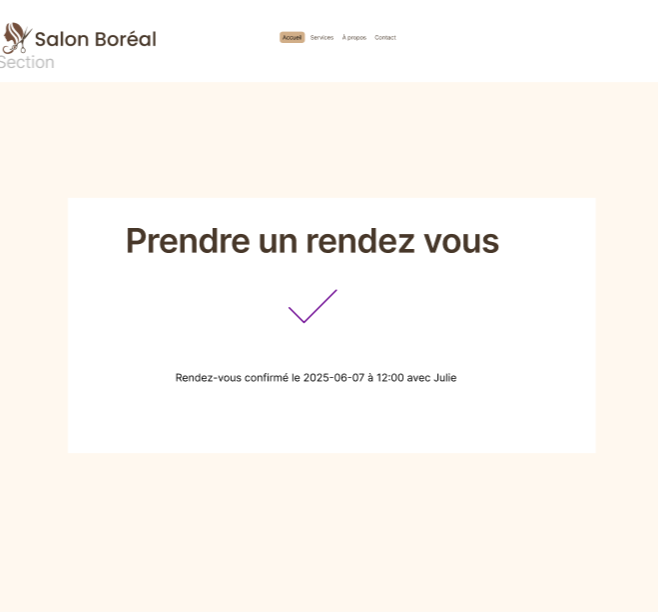 Salon Boréal
Accueil Services À propos Contact
Section
Prendre un rendez vous
Rendez-vous confirmé le 2025-06-07 à 12:00 avec Julie